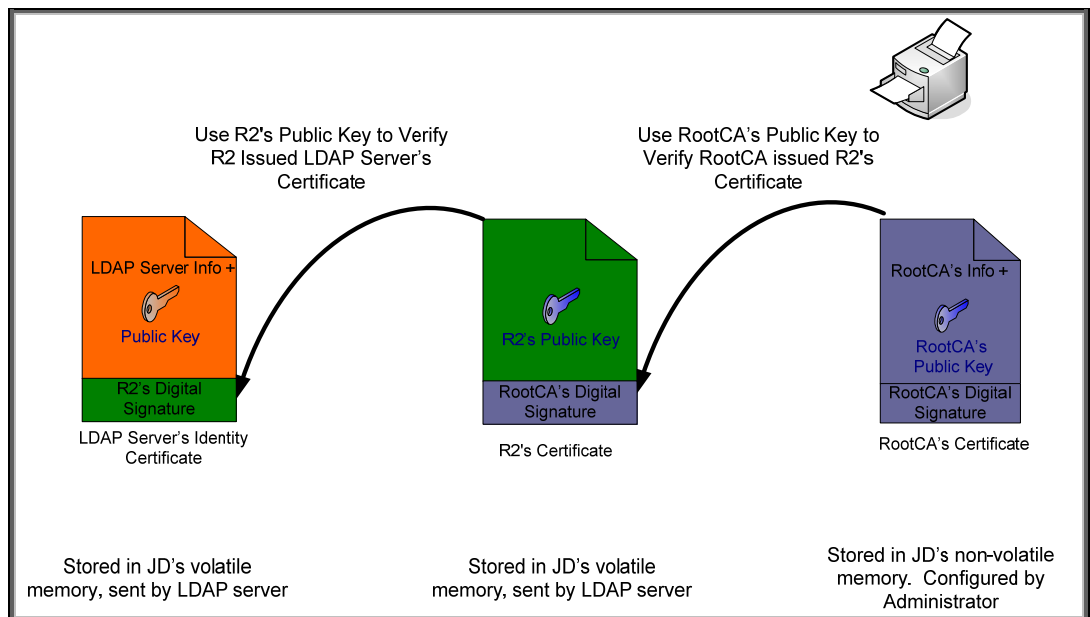 Use R2's Public Key to Verify
R2 Issued LDAP Server's
Certificate
Use RootCA's Public Key to
Verify RootCA issued R2's
Certificate
LDAP Server Info +
Public Key
R2's Digital
Signature
LDAP Server's Identity
Certificate
R2's Public Key
RootCA's Digital
Signature
R2's Certificate
RootCA's Info +
RootCA's
Public Key
RootCA's Digital
Signature
RootCA's Certificate
Stored in JD's volatile
memory, sent by LDAP server
Stored in JD's volatile
memory, sent by LDAP server
Stored in JD's non-volatile
memory. Configured by
Administrator